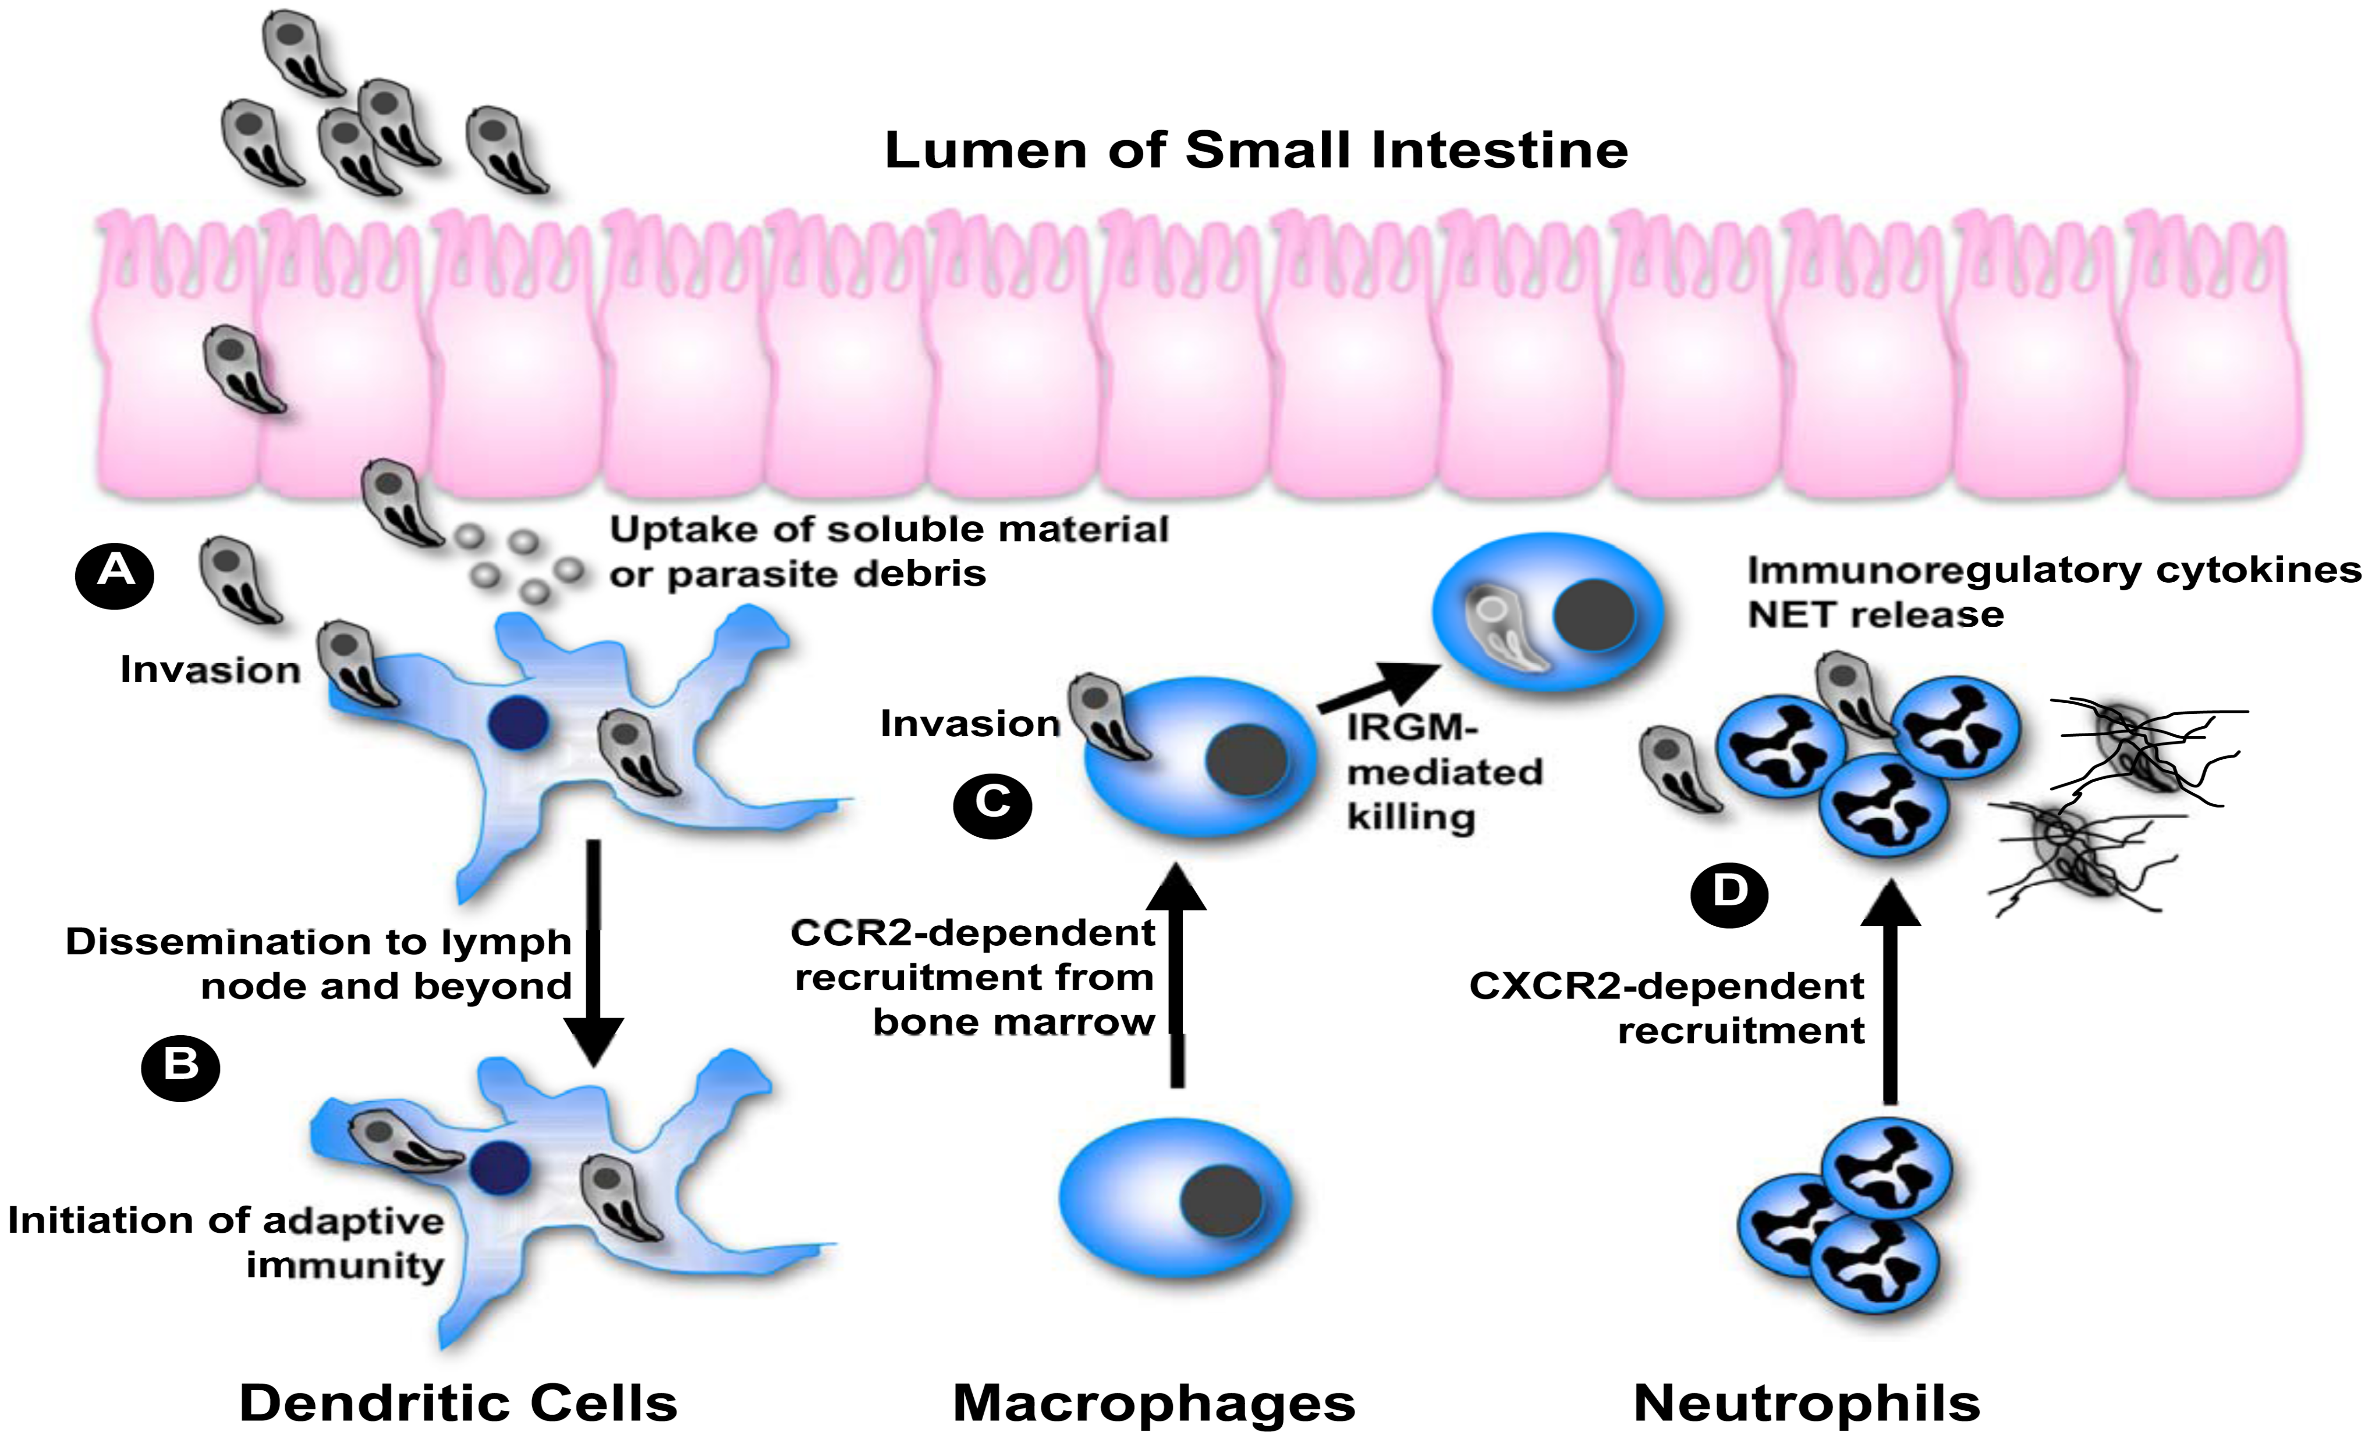 Lumen of Small Intestine
A
Uptake of soluble material
or parasite debris
Invasion
Dissemination to lymph
node and beyond
B
Initiation of adaptive
immunity
Dendritic Cells
Invasion
C
IRGM-
mediated
killing
CCR2-dependent
recruitment from
bone marrow
Macrophages
Immunoregulatory cytokines
NET release
D
CXCR2-dependent
recruitment
Neutrophils